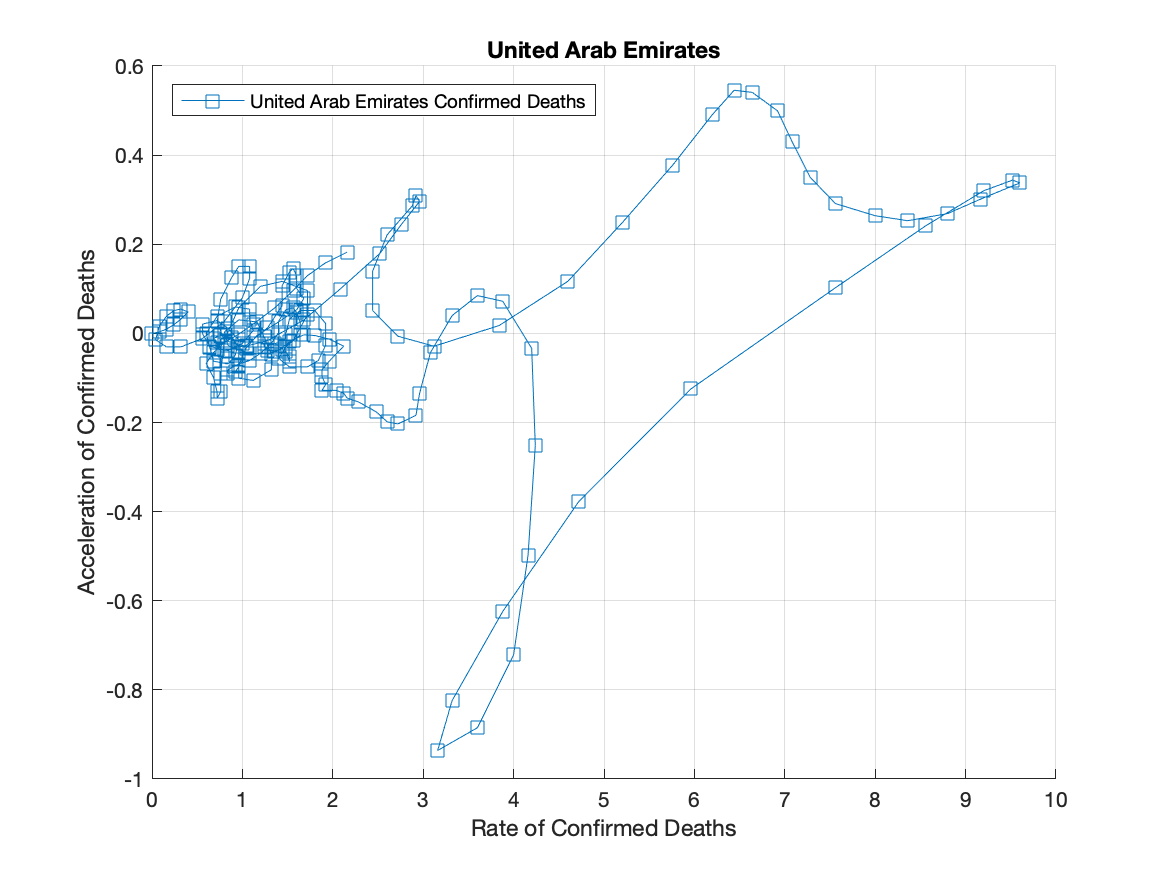 United Arab Emirates
United Arab Emirates Confirmed Deaths
0.6
0.4
0.2
0
-0.2
-0.4
-0.6
-0.8
-1
Acceleration of Confirmed Deaths
0 1 2 3 4 5 6 7 8 9 10
Rate of Confirmed Deaths